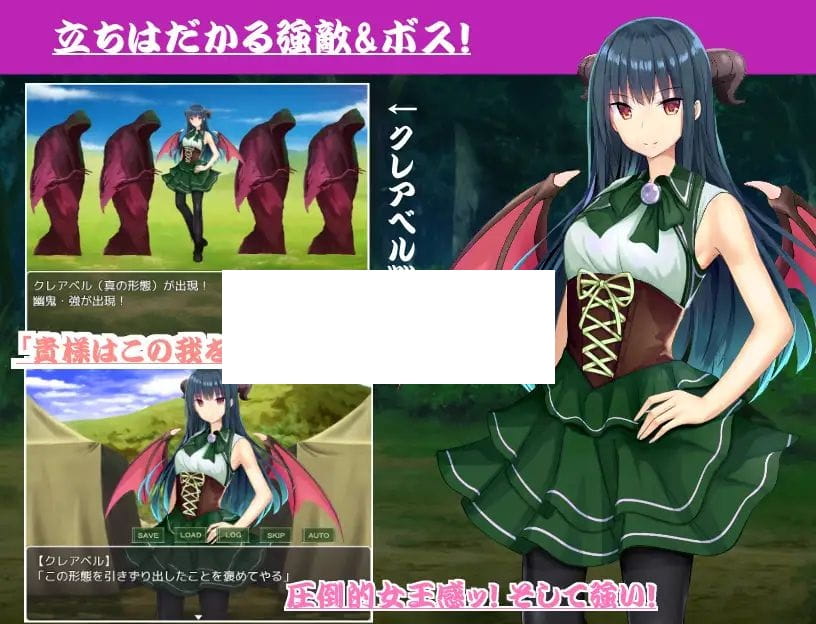 立ちはだかる強敵&ボス!
←クレアベル
クレアベル（真の形態）が出現！
幽鬼・強が出現！
「貴様はこの我を
SAVE LOAD LOG SKIP AUTO
【クレアベル】
「この形態を引きずり出したことを褒めてやる」
圧倒的女王感ッ! そして強い!